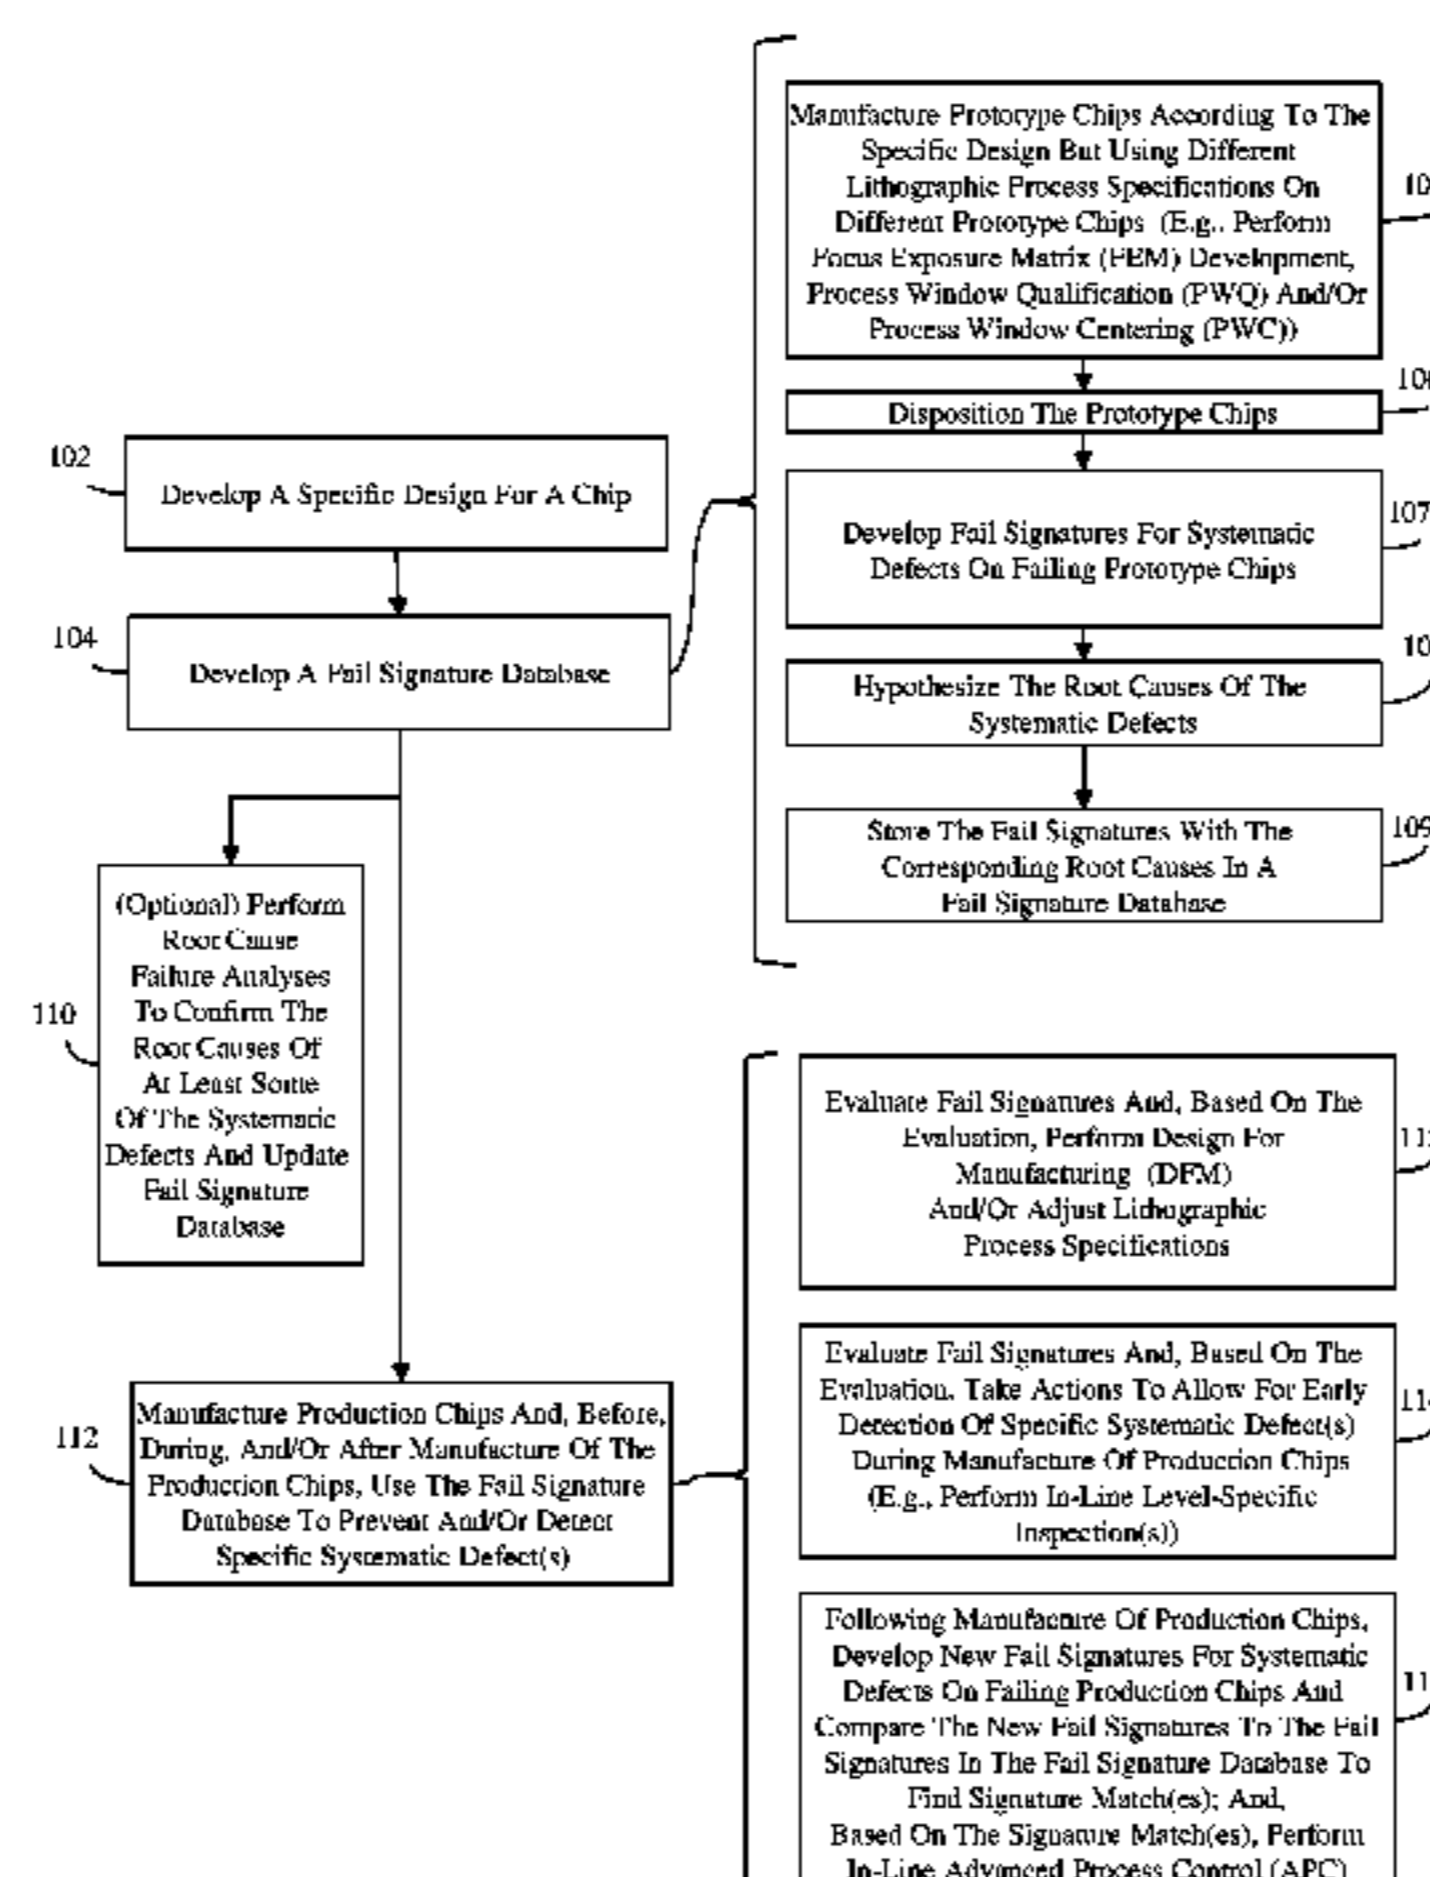 Manufacture Prototype Chips According To The
Specific Design But Using Different
Lithographic Process Specifications On
Different Prototype Chips (E.g., Perform
Focus Exposure Matrix (FEM) Development,
Process Window Qualification (PWQ) And/Or
Process Window Centering (PWC))
Disposition The Prototype Chips
102
Develop A Specific Design For A Chip
107
Develop Fail Signatures For Systematic
Defects On Failing Prototype Chips
104
Develop A Fail Signature Database
Hypothesize The Root Causes Of The
Systematic Defects
109
Store The Fail Signatures With The
Corresponding Root Causes In A
Fail Signature Database
110
(Optional) Perform
Root Cause
Failure Analyses
To Confirm The
Root Causes Of
At Least Some
Of The Systematic
Defects And Update
Fail Signature
Database
Evaluate Fail Signatures And, Based On The
Evaluation, Perform Design For
Manufacturing (DFM)
And/Or Adjust Lithographic
Process Specifications
Evaluate Fail Signatures And, Based On The
Evaluation, Take Actions To Allow For Early
Detection Of Specific Systematic Defect(s)
During Manufacture Of Production Chips
(E.g., Perform In-Line Level-Specific
Inspection(s))
112
Manufacture Production Chips And, Before,
During, And/Or After Manufacture Of The
Production Chips, Use The Fail Signature
Database To Prevent And/Or Detect
Specific Systematic Defect(s)
Following Manufacture Of Production Chips,
Develop New Fail Signatures For Systematic
Defects On Failing Production Chips And
Compare The New Fail Signatures To The Fail
Signatures In The Fail Signature Database To
Find Signature Match(es); And,
Based On The Signature Match(es), Perform
In-Line Advanced Process Control (APC)